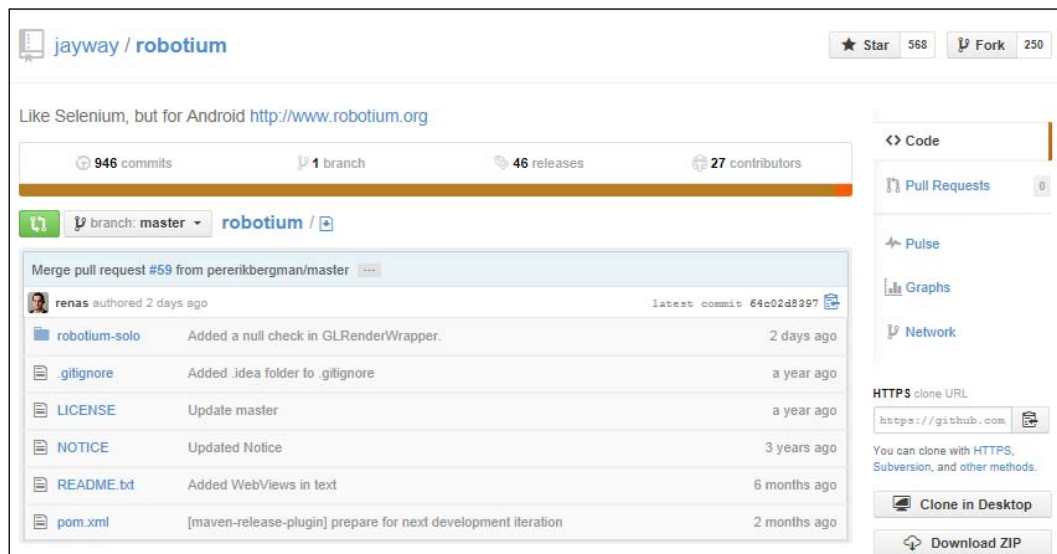 jayway / robotium
Star 568 Fork 250
Like Selenium, but for Android http://www.robotium.org
946 commits 1 branch 46 releases 27 contributors
branch: master robotium /
Merge pull request #59 from pererikbergman/master ...
renas authored 2 days ago latest commit 64c02d8397
robotium-solo Added a null check in GLRenderWrapper. 2 days ago
.gitignore Added .idea folder to .gitignore a year ago
LICENSE Update master a year ago
NOTICE Updated Notice 3 years ago
README.txt Added WebViews in text 6 months ago
pom.xml [maven-release-plugin] prepare for next development iteration 2 months ago
<> Code
Pull Requests 0
Pulse
Graphs
Network
HTTPS clone URL
https://github.com
You can clone with HTTPS,
Subversion, and other methods.
Clone in Desktop
Download ZIP